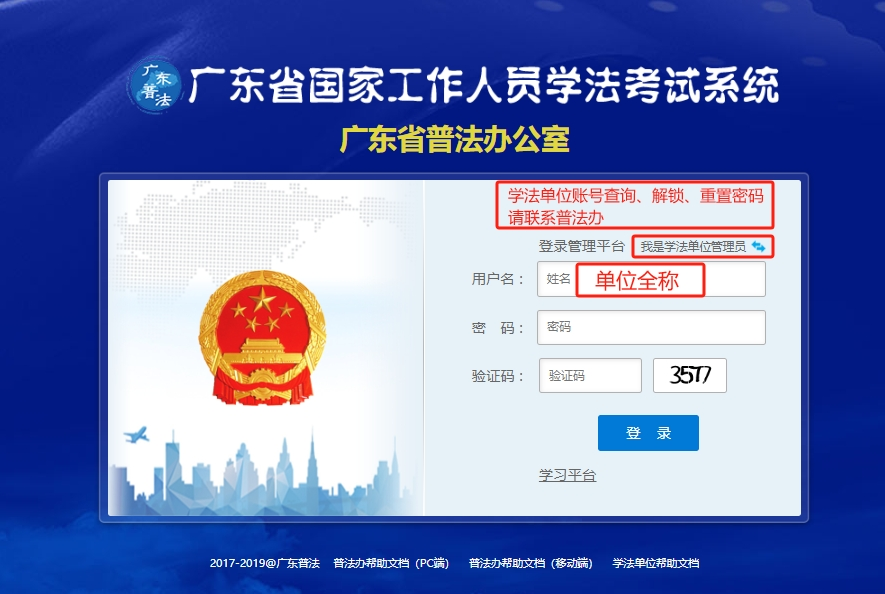 广东普法
广东省国家工作人员学法考试系统
广东省普法办公室
学法单位账号查询、解锁、重置密码
请联系普法办
登录管理平台 我是学法单位管理员
用户名： 姓名 单位全称
密 码： 密码
验证码： 验证码 3577
登 录
学习平台
2017-2019@广东普法 普法办帮助文档（PC端） 普法办帮助文档（移动端） 学法单位帮助文档